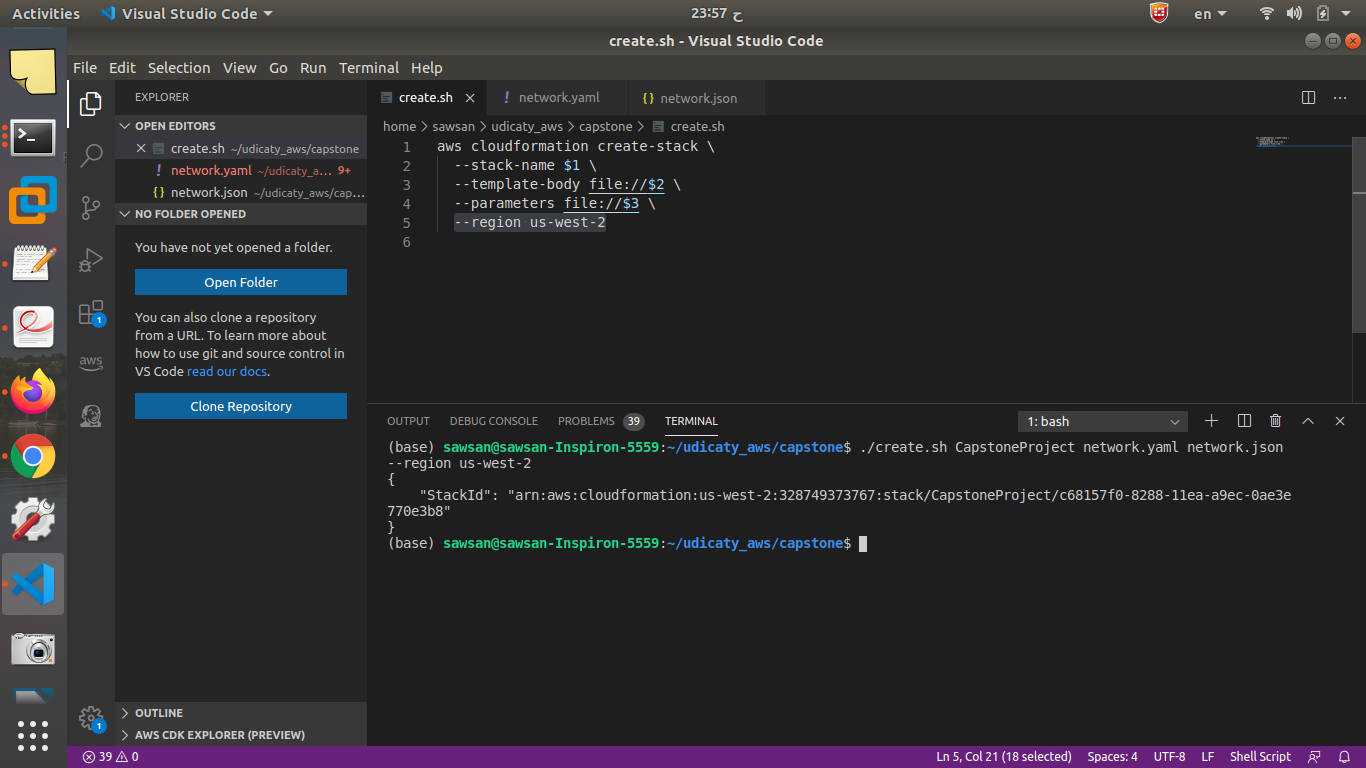 Activities
Visual Studio Code
23:57 ح
en
create.sh - Visual Studio Code
File Edit Selection View Go Run Terminal Help
EXPLORER
OPEN EDITORS
create.sh ~/udicaty_aws/capstone
! network.yaml ~/udicaty_a... 9+
{} network.json ~/udicaty_aws/cap...
NO FOLDER OPENED
You have not yet opened a folder.
Open Folder
You can also clone a repository
from a URL. To learn more about
how to use git and source control in
VS Code read our docs.
Clone Repository
OUTLINE
AWS CDK EXPLORER (PREVIEW)
1
aws
1
create.sh
! network.yaml
{} network.json
home > sawsan > udicaty_aws > capstone > create.sh
1 aws cloudformation create-stack \
2 --stack-name $1 \
3 --template-body file://$2 \
4 --parameters file://$3 \
5 --region us-west-2
6
OUTPUT DEBUG CONSOLE PROBLEMS 39 TERMINAL
1: bash
(base) sawsan@sawsan-Inspiron-5559:~/udicaty_aws/capstone$ ./create.sh CapstoneProject network.yaml network.json
--region us-west-2
{
"StackId": "arn:aws:cloudformation:us-west-2:328749373767:stack/CapstoneProject/c68157f0-8288-11ea-a9ec-0ae3e
770e3b8"
}
(base) sawsan@sawsan-Inspiron-5559:~/udicaty_aws/capstone$
39 0
Ln 5, Col 21 (18 selected) Spaces: 4 UTF-8 LF Shell Script